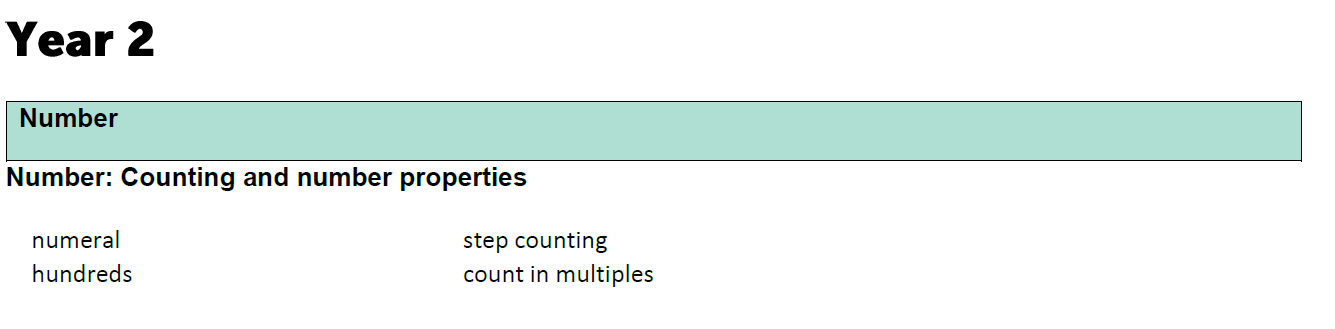 Year 2
Number
Number: Counting and number properties
numeral step counting
hundreds count in multiples